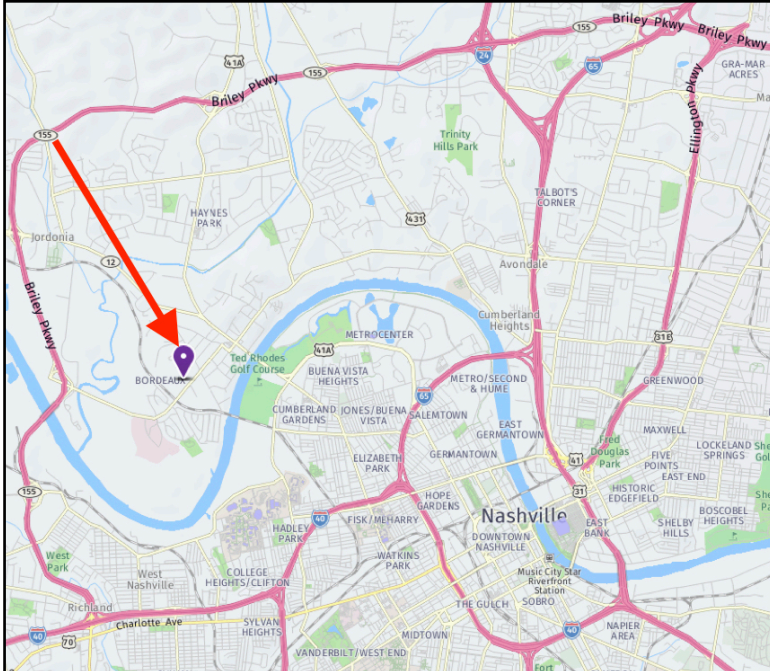 155
Briley Pkwy
Briley Pkwy
24
65
41A
155
GRA-MAR
ACRES
Briley Pkwy
Ellington Pkwy
155
Trinity
Hills Park
TALBOT'S
CORNER
HAYNES
PARK
431
Jordonia
12
Avondale
Briley Pkwy
Cumberland
Heights
METROCENTER
31E
41A
Ted Rhodes
Golf Course
BUENA VISTA
HEIGHTS
METRO/SECOND
& HUME
GREENWOOD
65
CUMBERLAND
GARDENS
JONES/BUENA
VISTA
SALEMTOWN
EAST
GERMANTOWN
MAXWELL
Fred
Douglas
Park
LOCKELAND
SPRINGS
ELIZABETH
PARK
GERMANTOWN
41
FIVE
POINTS
EAST END
155
31
HISTORIC
EDGEFIELD
HOPE
GARDENS
Nashville
BOSCOBEL
HEIGHTS
40
FISK/MEHARRY
HADLEY
PARK
EAST
BANK
SHELBY
HILLS
DOWNTOWN
NASHVILLE
West
Park
WATKINS
PARK
West
Nashville
COLLEGE
HEIGHTS/CLIFTON
Music City Star
Riverfront
Station
SOBRO
THE GULCH
Richland
Charlotte Ave
SYLVAN
HEIGHTS
NAPIER
AREA
40
70
MIDTOWN
40
VANDERBILT/WEST END
Fort